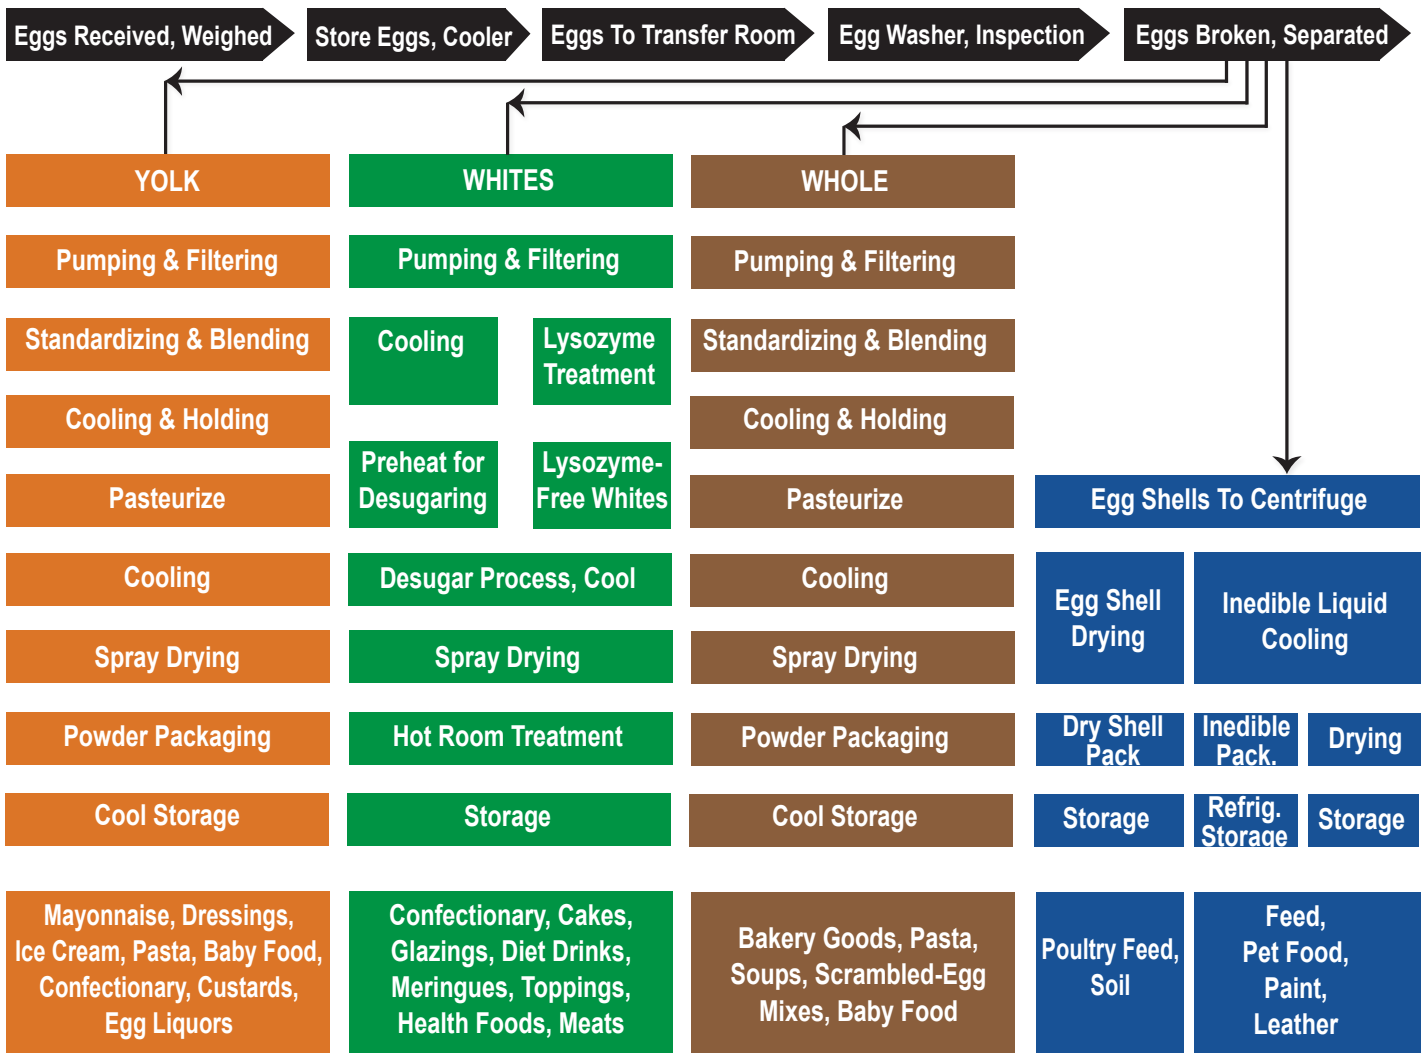 Eggs Received, Weighed
Store Eggs, Cooler
Eggs To Transfer Room
Egg Washer, Inspection
Eggs Broken, Separated
YOLK
Pumping & Filtering
Standardizing & Blending
Cooling & Holding
Pasteurize
Cooling
Spray Drying
Powder Packaging
Cool Storage
Mayonnaise, Dressings,
Ice Cream, Pasta, Baby Food,
Confectionary, Custards,
Egg Liquors
WHITES
Pumping & Filtering
Cooling
Lysozyme
Treatment
Preheat for
Desugaring
Lysozyme-
Free Whites
Desugar Process, Cool
Spray Drying
Hot Room Treatment
Storage
Confectionary, Cakes,
Glazings, Diet Drinks,
Meringues, Toppings,
Health Foods, Meats
WHOLE
Pumping & Filtering
Standardizing & Blending
Cooling & Holding
Pasteurize
Cooling
Spray Drying
Powder Packaging
Cool Storage
Bakery Goods, Pasta,
Soups, Scrambled-Egg
Mixes, Baby Food
Egg Shells To Centrifuge
Egg Shell
Drying
Inedible Liquid
Cooling
Dry Shell
Pack
Inedible
Pack.
Drying
Storage
Refrig.
Storage
Storage
Poultry Feed,
Soil
Feed,
Pet Food,
Paint,
Leather